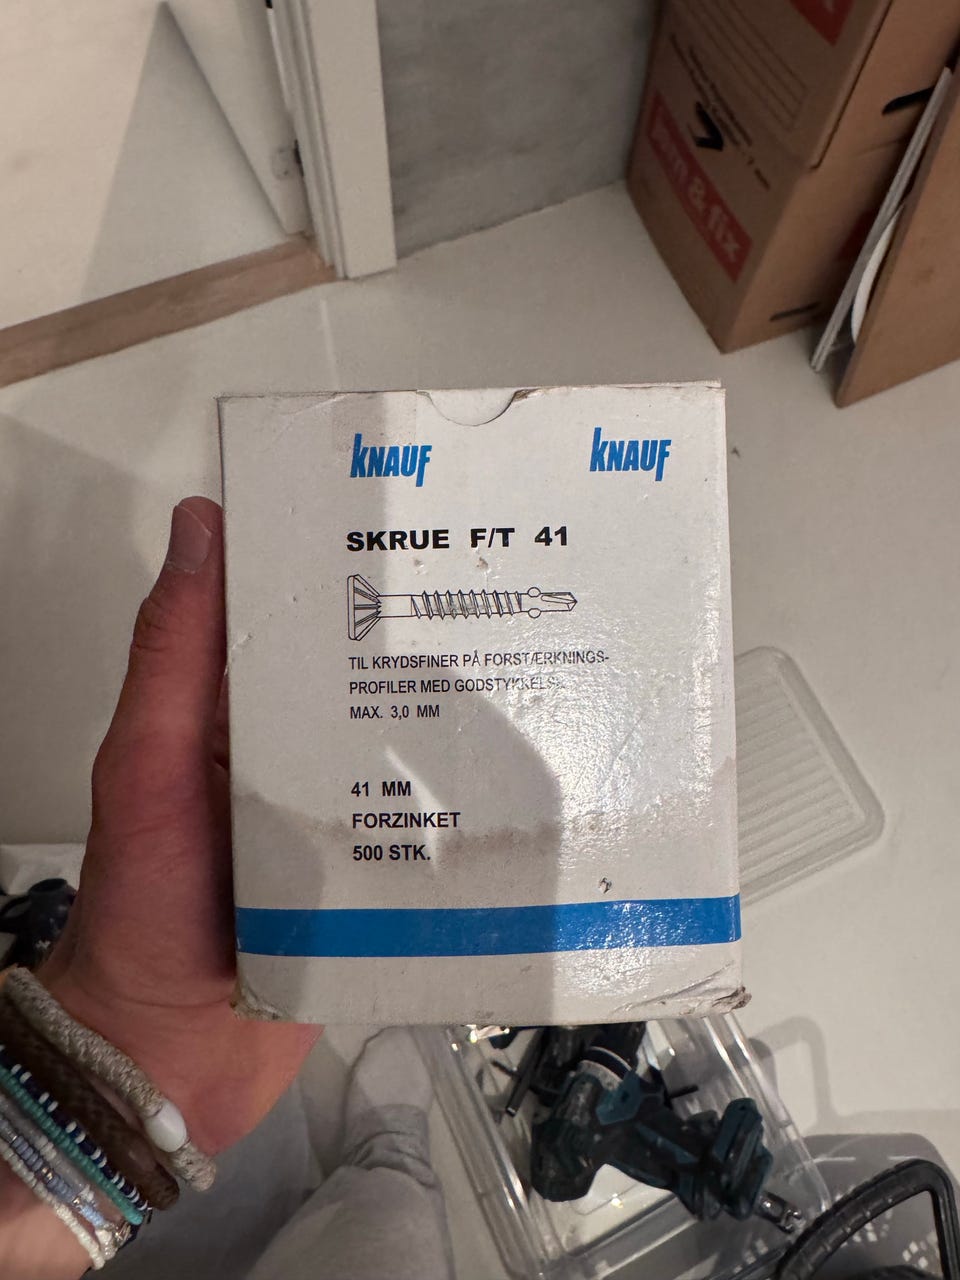 KNAUF
KNAUF
SKRUE F/T 41
TIL KRYDSFINER PÅ FORSTÆRKNINGS-
PROFILER MED GODSTYKKELSE
MAX. 3,0 MM
41 MM
FORZINKET
500 STK.
& fix